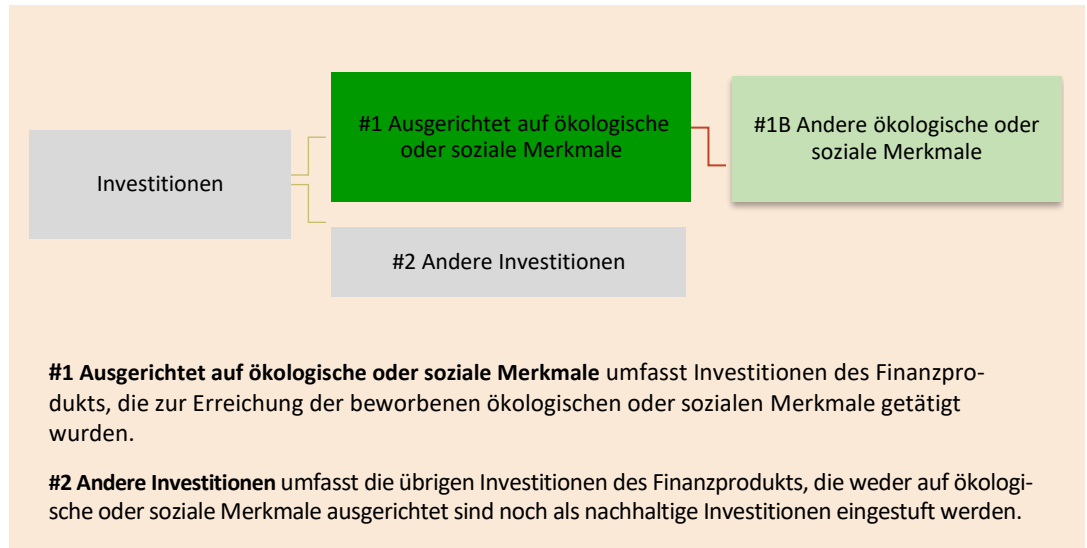 #1 Ausgerichtet auf ökologische
oder soziale Merkmale
#1B Andere ökologische oder
soziale Merkmale
Investitionen
#2 Andere Investitionen
#1 Ausgerichtet auf ökologische oder soziale Merkmale umfasst Investitionen des Finanzpro-
dukts, die zur Erreichung der beworbenen ökologischen oder sozialen Merkmale getätigt
wurden.
#2 Andere Investitionen umfasst die übrigen Investitionen des Finanzprodukts, die weder auf ökologi-
sche oder soziale Merkmale ausgerichtet sind noch als nachhaltige Investitionen eingestuft werden.